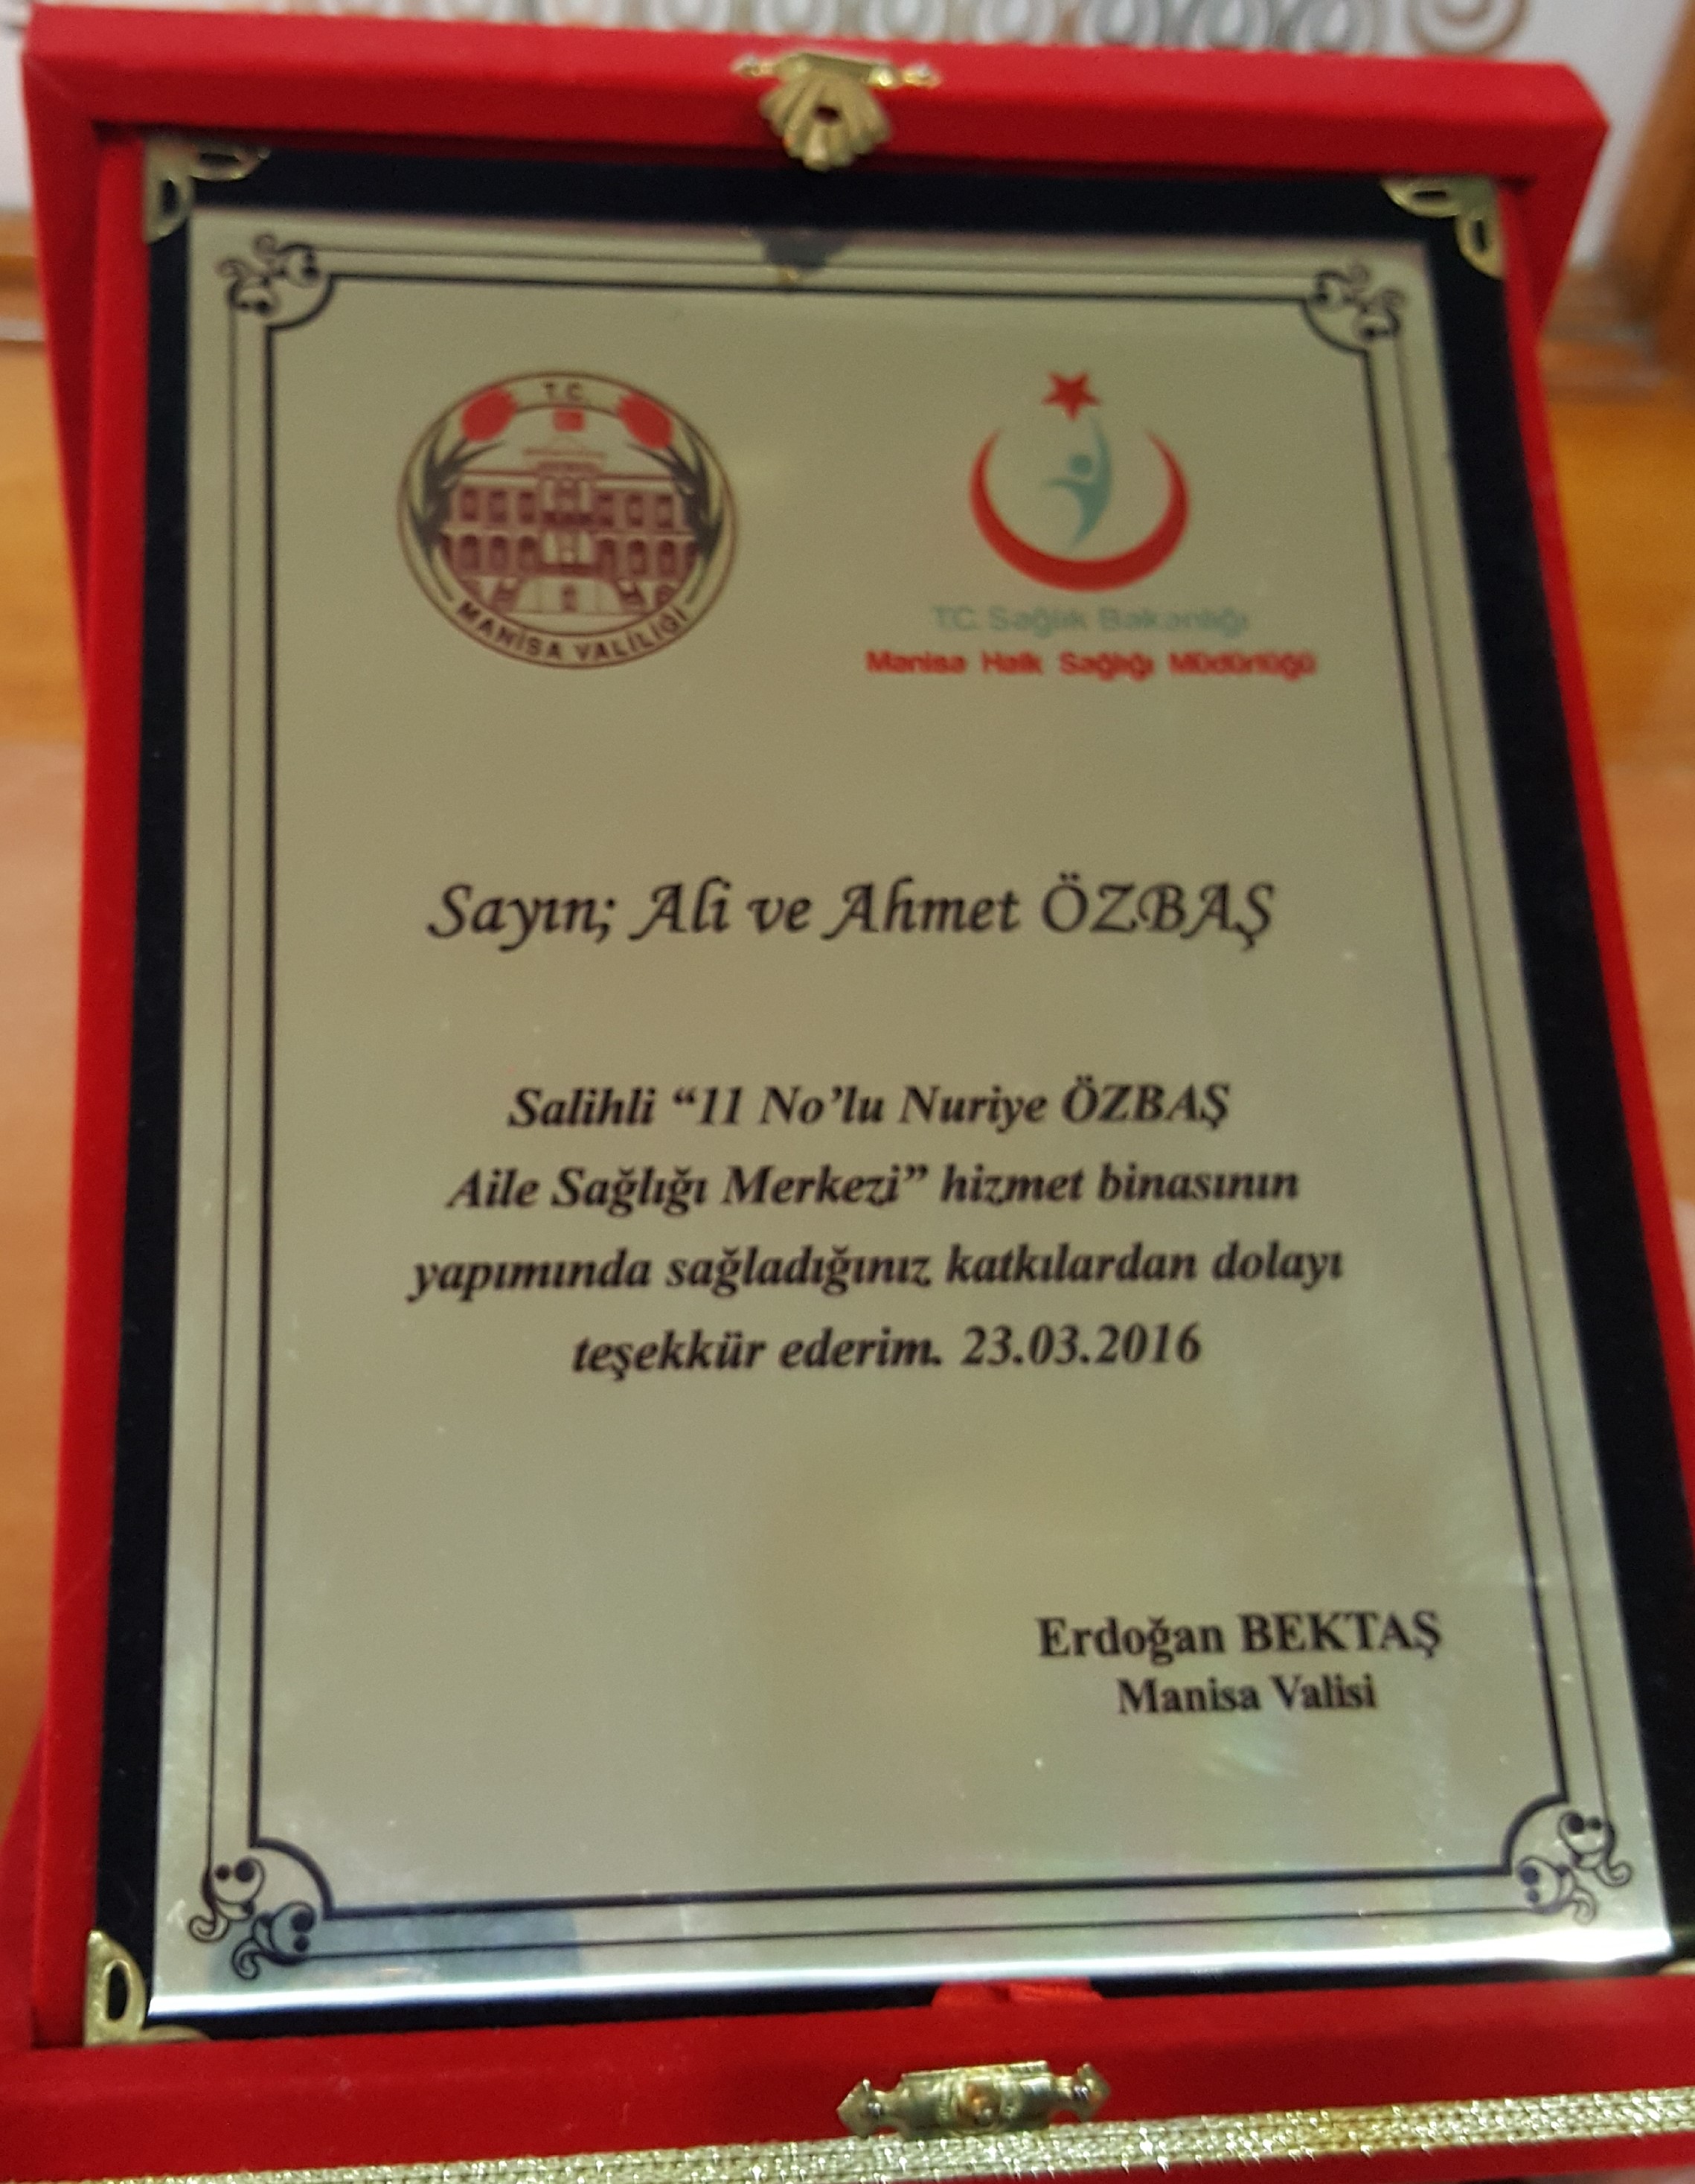 T.C.
MANİSA VALİLİĞİ
T.C. Sağlık Bakanlığı
Manisa Halk Sağlığı Müdürlüğü
Sayın; Ali ve Ahmet ÖZBAŞ
Salihli “11 No’lu Nuriye ÖZBAŞ
Aile Sağlığı Merkezi” hizmet binasının
yapımında sağladığınız katkılardan dolayı
teşekkür ederim. 23.03.2016
Erdoğan BEKTAŞ
Manisa Valisi